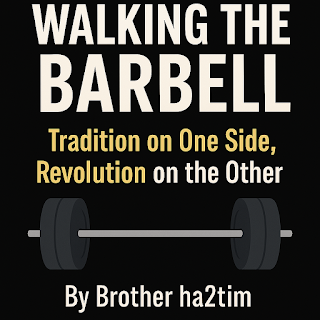 WALKING THE
BARBELL
Tradition on One Side,
Revolution on the Other
By Brother ha2tim